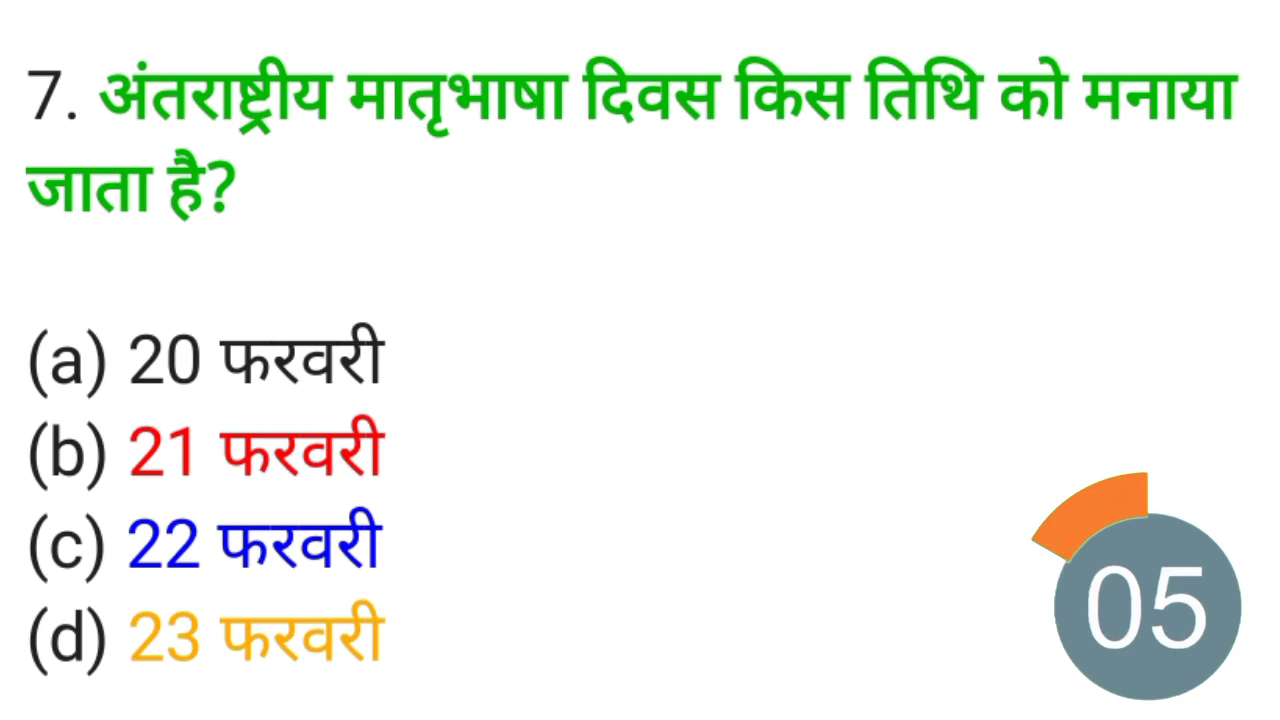 7. अंतराष्ट्रीय मातृभाषा दिवस किस तिथि को मनाया
जाता है?
(a) 20 फरवरी
(b) 21 फरवरी
(c) 22 फरवरी
(d) 23 फरवरी
05